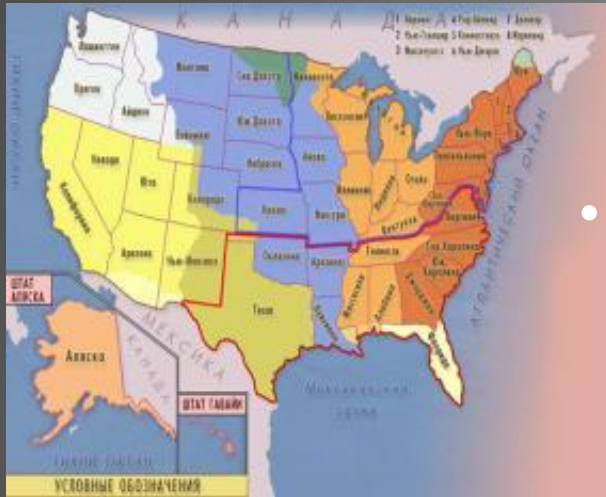 КАНАДА
1 Вермонт 4 Род-Айленд 7 Делавэр
2 Нью-Гэмпшир 5 Коннектикут 8 Мэриленд
3 Массачусетс 6 Нью-Джерси
Вашингтон
Орегон
Айдахо
Монтана
Сев. Дакота
Миннесота
Висконсин
Мэн
Вайоминг
Юж. Дакота
Нью-Йорк
Пенсильвания
Невада
Юта
Колорадо
Небраска
Айова
Иллинойс
Индиана
Огайо
Калифорния
Канзас
Миссури
Кентукки
Виргиния
Аризона
Нью-Мексико
Оклахома
Арканзас
Теннесси
Сев. Каролина
Юж. Каролина
Техас
Луизиана
Миссисипи
Алабама
Джорджия
Флорида
АТЛАНТИЧЕСКИЙ ОКЕАН
МЕКСИКА
Мексиканский
залив
ШТАТ
АЛЯСКА
Аляска
КАНАДА
ТИХИЙ ОКЕАН
ШТАТ ГАВАЙИ
УСЛОВНЫЕ ОБОЗНАЧЕНИЯ